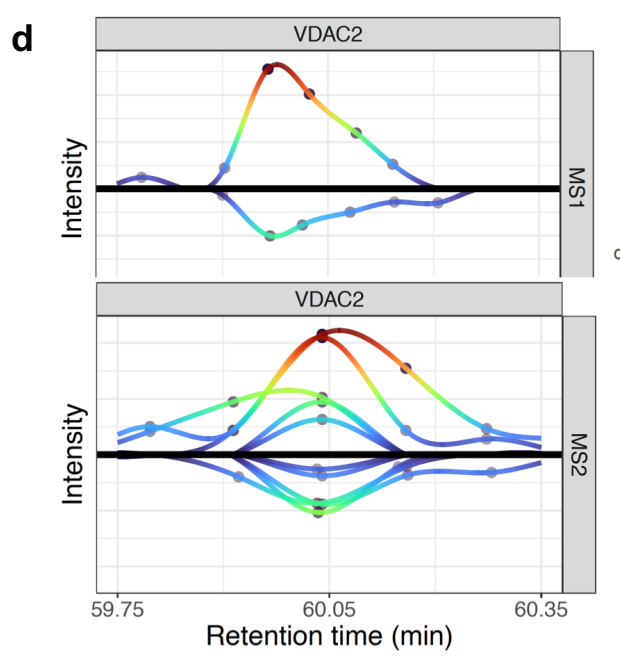 d
VDAC2
Intensity
MS1
VDAC2
Intensity
MS2
59.75 60.05 60.35
Retention time (min)